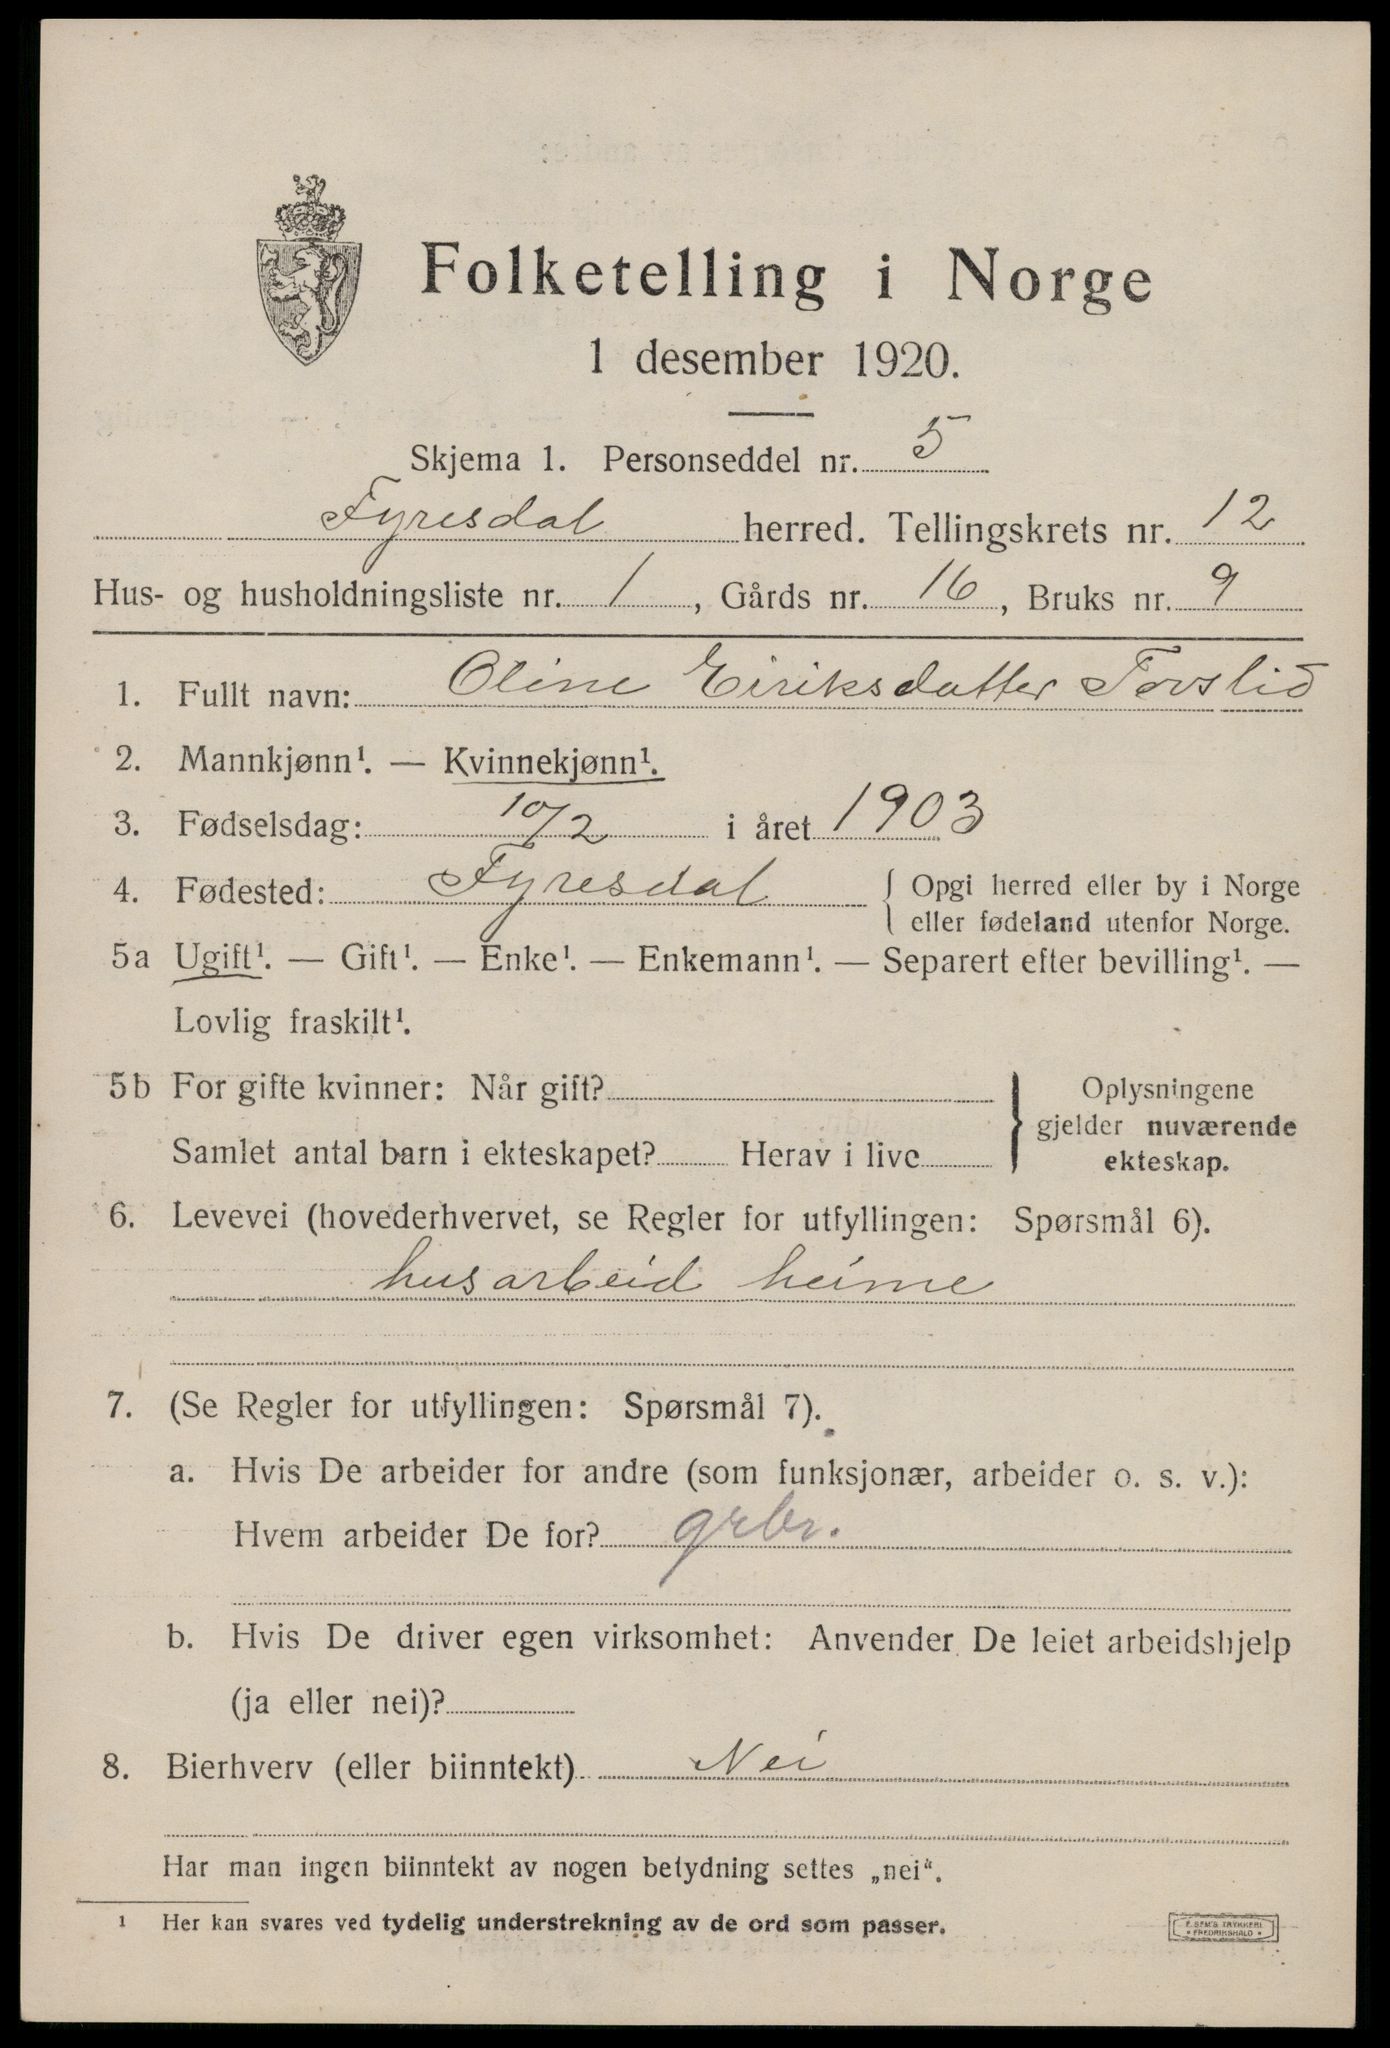 Folketelling i Norge
1 desember 1920.
Skjema 1. Personseddel nr. 5
Fyresdal herred. Tellingskrets nr. 12
Hus- og husholdningsliste nr. 1, Gårds nr. 16, Bruks nr. 9
1. Fullt navn: Oline Eiriksdatter Tovslid
2. Mannkjønn¹. — Kvinnekjønn¹.
3. Fødselsdag: 10/2 i året 1903
4. Fødested: Fyresdal { Opgi herred eller by i Norge
eller fødeland utenfor Norge.
5a Ugift¹. — Gift¹. — Enke¹. — Enkemann¹. — Separert efter bevilling¹. —
Lovlig fraskilt¹.
5b For gifte kvinner: Når gift?
Samlet antal barn i ekteskapet? Herav i live
} Oplysningene
gjelder nuværende
ekteskap.
6. Levevei (hovederhvervet, se Regler for utfyllingen: Spørsmål 6).
husarbeid heime
7. (Se Regler for utfyllingen: Spørsmål 7).
a. Hvis De arbeider for andre (som funksjonær, arbeider o. s. v.):
Hvem arbeider De for? grbr.
b. Hvis De driver egen virksomhet: Anvender De leiet arbeidshjelp
(ja eller nei)?
8. Bierhverv (eller biinntekt) Nei
Har man ingen biinntekt av nogen betydning settes „nei“.
¹ Her kan svares ved tydelig understrekning av de ord som passer.
E. SEM'S TRYKKERI
FREDRIKSHALD